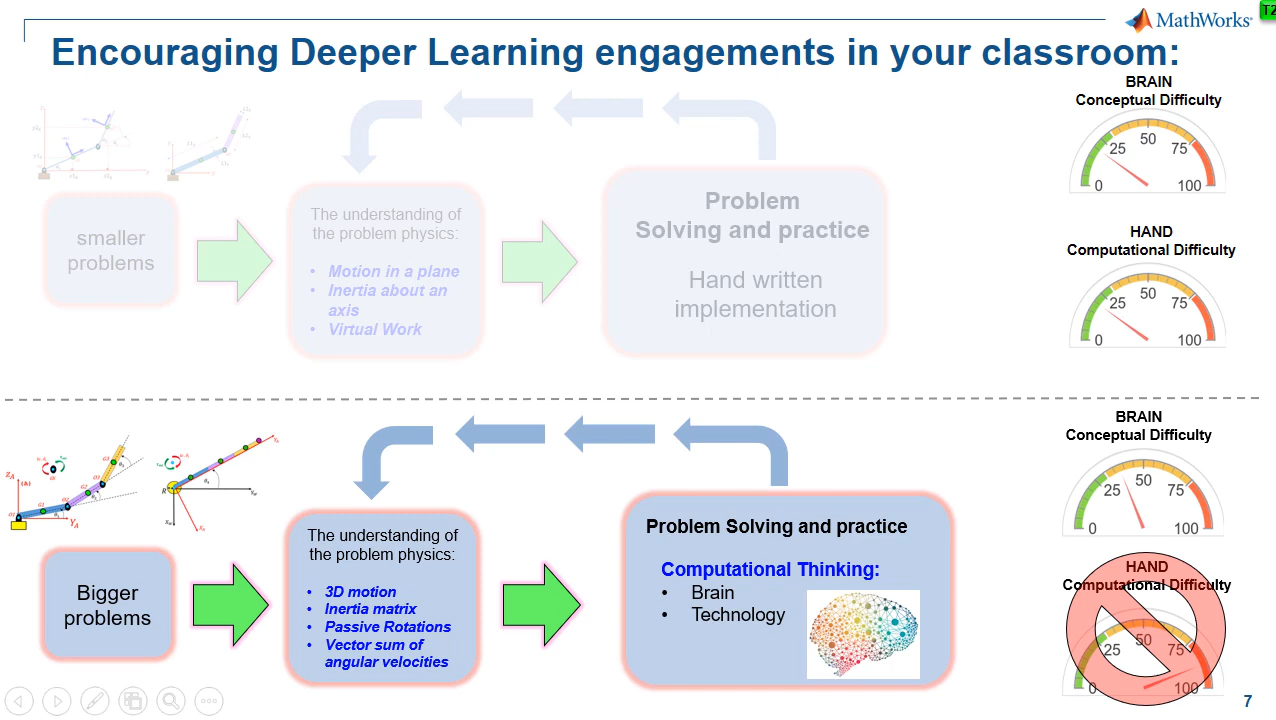 MathWorks®
T2
Encouraging Deeper Learning engagements in your classroom:
smaller
problems
The understanding of
the problem physics:
• Motion in a plane
• Inertia about an
axis
• Virtual Work
Problem
Solving and practice
Hand written
implementation
BRAIN
Conceptual Difficulty
0 25 50 75 100
HAND
Computational Difficulty
0 25 50 75 100
Bigger
problems
The understanding of
the problem physics:
• 3D motion
• Inertia matrix
• Passive Rotations
• Vector sum of
angular velocities
Problem Solving and practice
Computational Thinking:
• Brain
• Technology
BRAIN
Conceptual Difficulty
0 25 50 75 100
HAND
Computational Difficulty
0 25 50 75 100
7